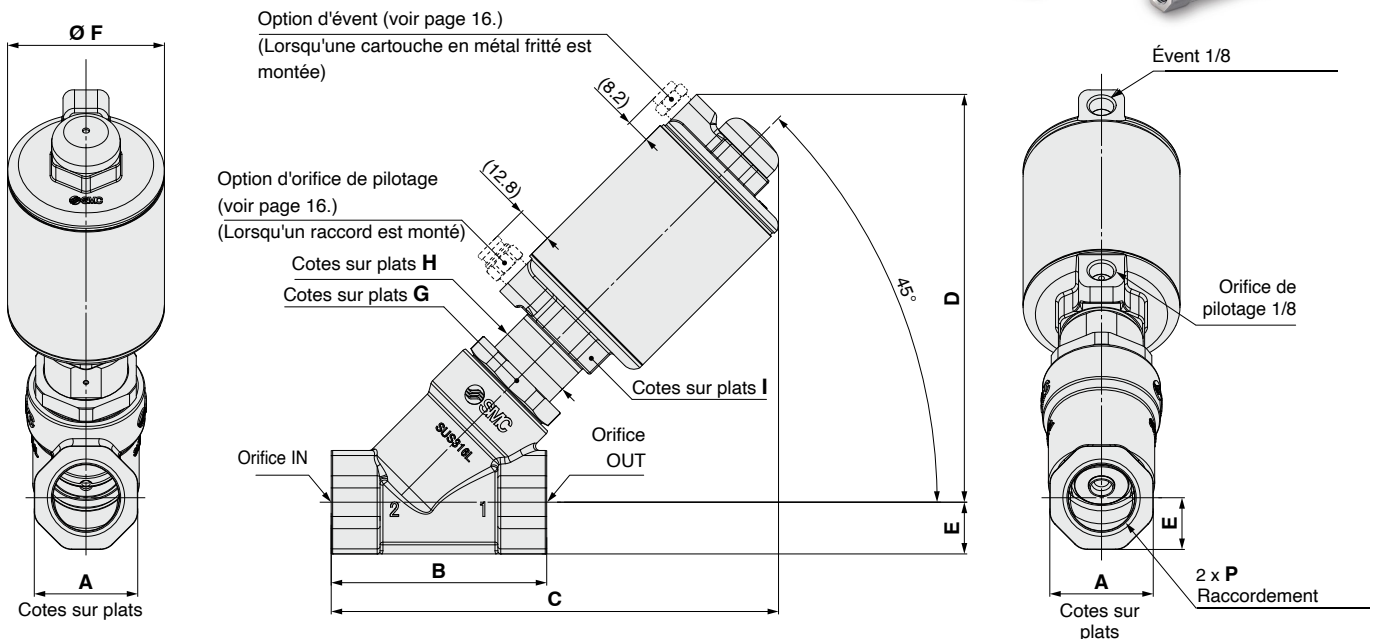 Option d'évent (voir page 16.)
(Lorsqu'une cartouche en métal fritté est
montée)
Ø F
Évent 1/8
(8.2)
(12.8)
Option d'orifice de pilotage
(voir page 16.)
(Lorsqu'un raccord est monté)
Cotes sur plats H
Cotes sur plats G
SMC
45°
D
Orifice de
pilotage 1/8
Cotes sur plats I
SMC
SUS316L
Orifice IN
Orifice
OUT
2
1
E
E
B
C
A
Cotes sur plats
A
Cotes sur
plats
2 x P
Raccordement